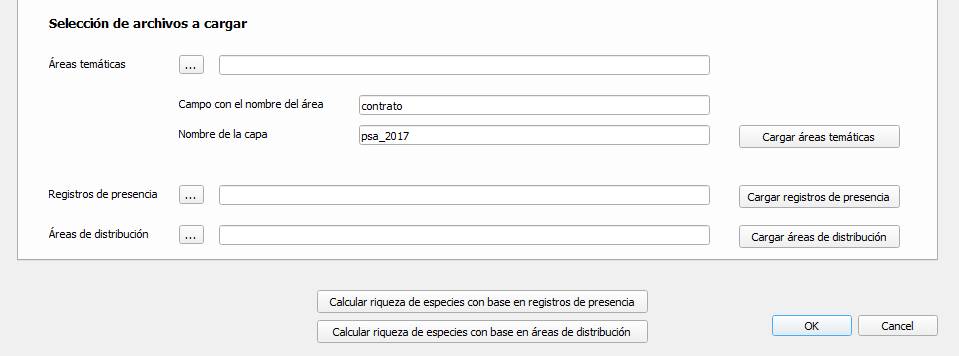 Selección de archivos a cargar
Áreas temáticas ...
Campo con el nombre del área contrato
Nombre de la capa psa_2017 Cargar áreas temáticas
Registros de presencia ... Cargar registros de presencia
Áreas de distribución ... Cargar áreas de distribución
Calcular riqueza de especies con base en registros de presencia
Calcular riqueza de especies con base en áreas de distribución
OK Cancel